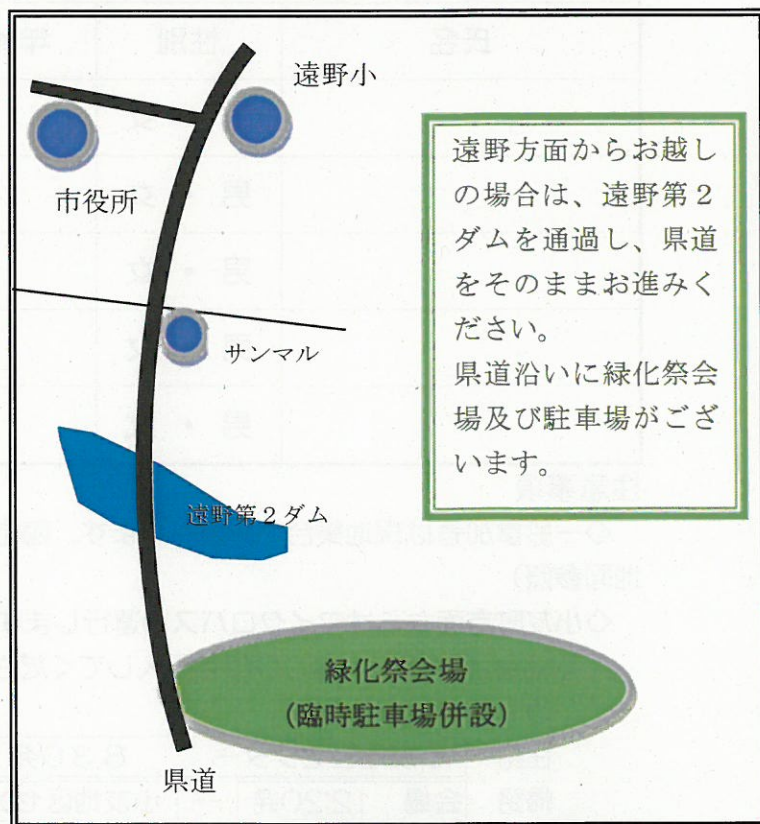 遠野小
市役所
遠野方面からお越し
の場合は、遠野第２
ダムを通過し、県道
をそのままお進みく
ださい。
県道沿いに緑化祭会
場及び駐車場がござ
います。
サンマル
遠野第２ダム
緑化祭会場
（臨時駐車場併設）
県道